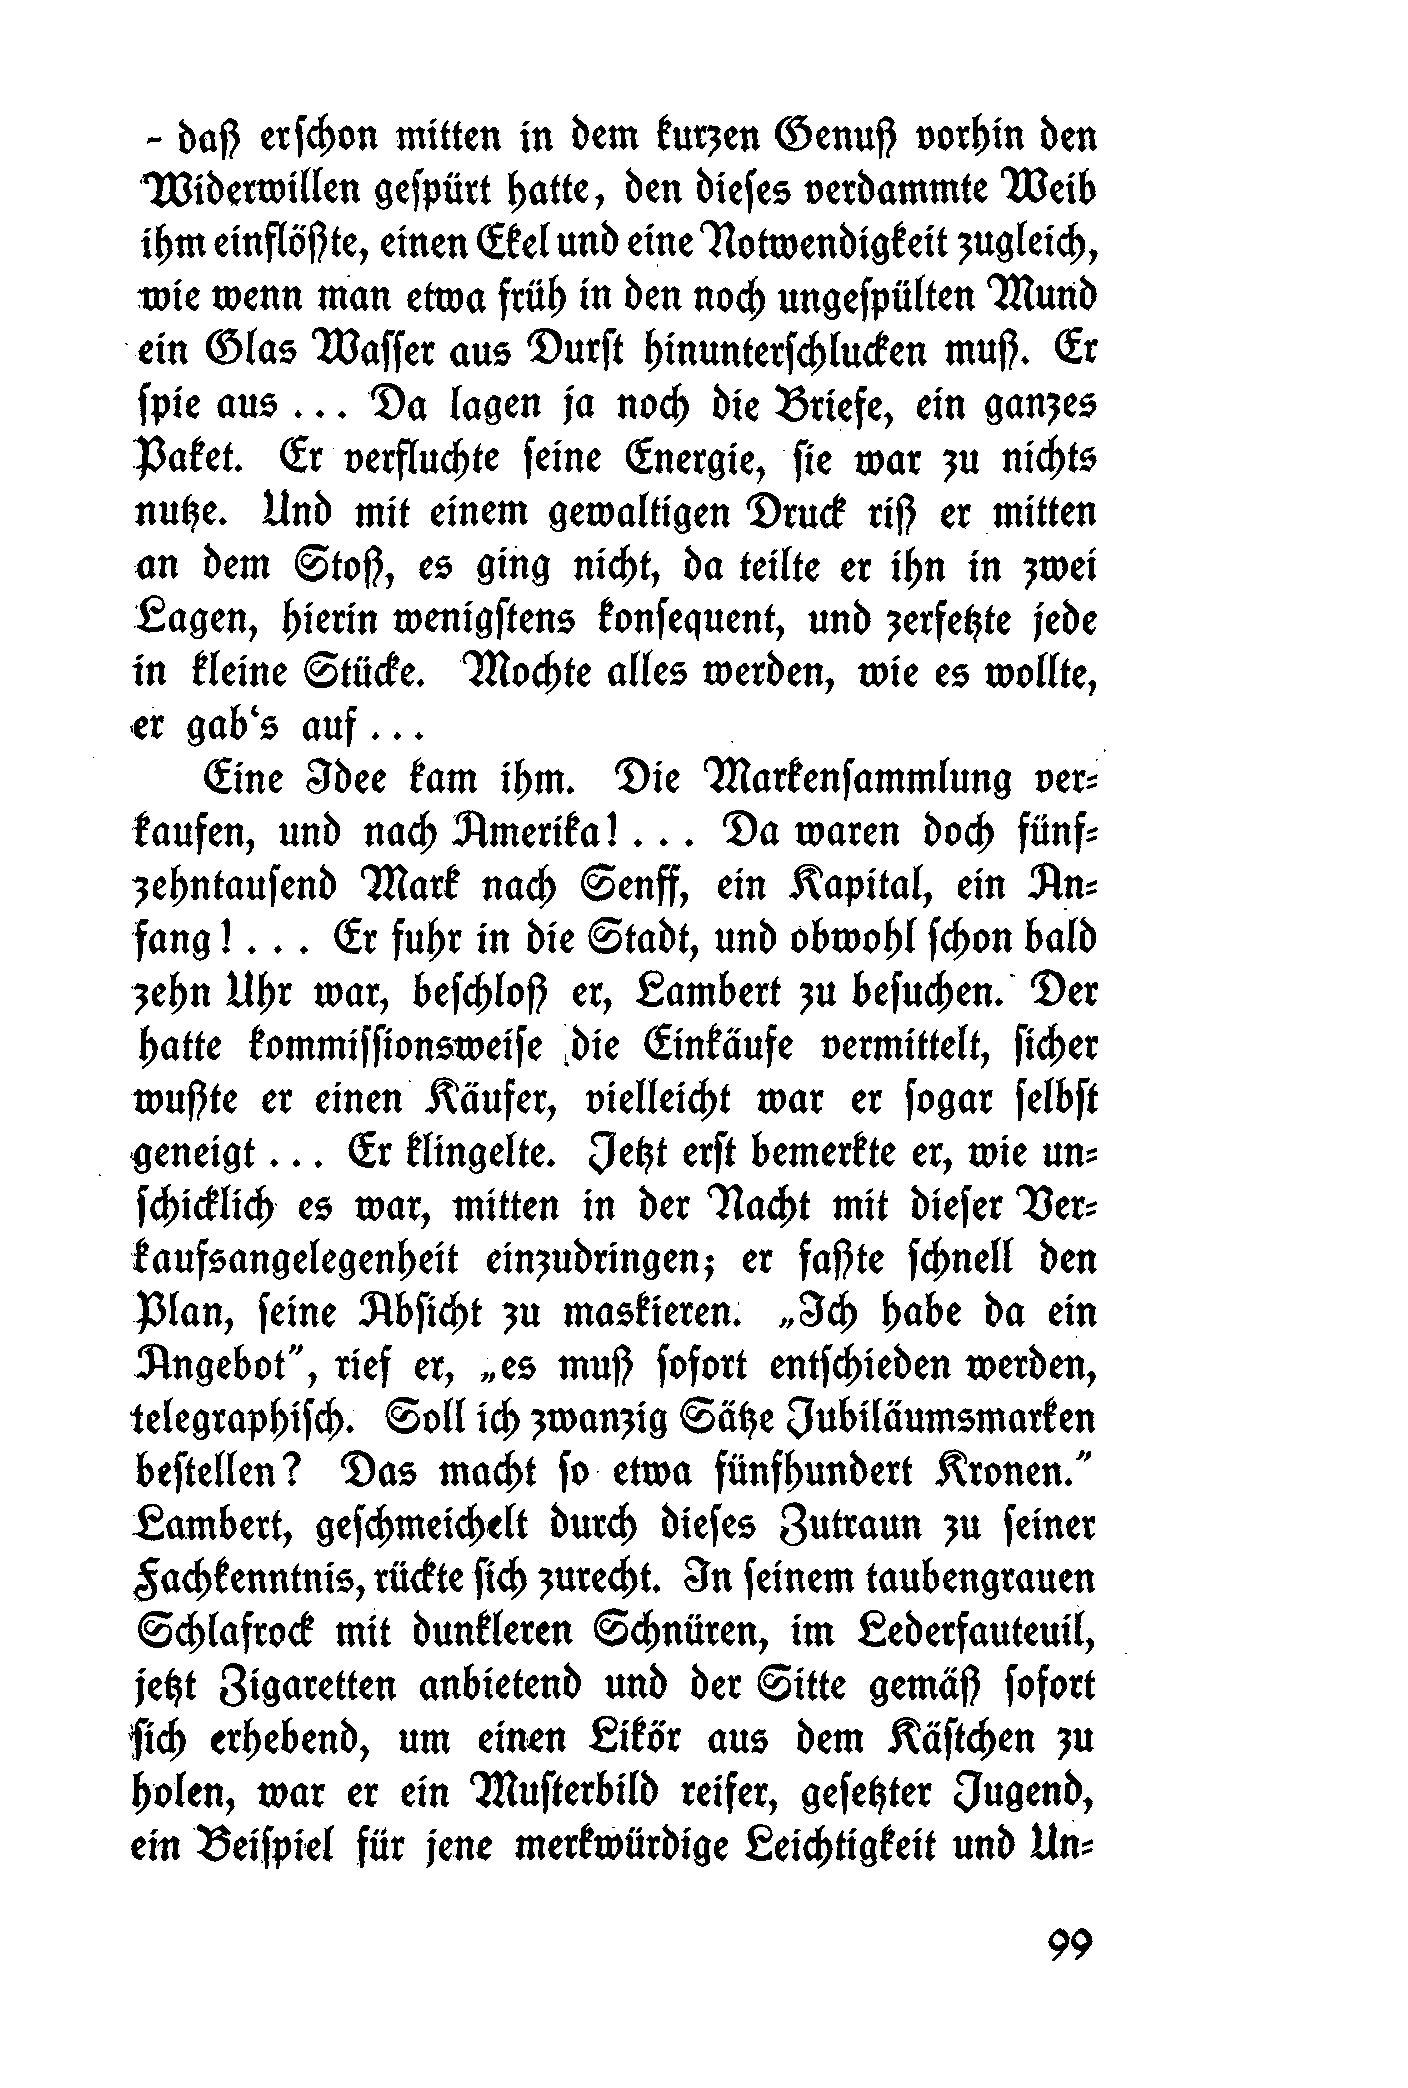 - daß er schon mitten in dem kurzen Genuß vorhin den
Widerwillen gespürt hatte, den dieses verdammte Weib
ihm einflößte, einen Ekel und eine Notwendigkeit zugleich,
wie wenn man etwa früh in den noch ungespülten Mund
ein Glas Wasser aus Durst hinunterschlucken muß. Er
spie aus ... Da lagen ja noch die Briefe, ein ganzes
Paket. Er verfluchte seine Energie, sie war zu nichts
nutze. Und mit einem gewaltigen Druck riß er mitten
an dem Stoß, es ging nicht, da teilte er ihn in zwei
Lagen, hierin wenigstens konsequent, und zerfetzte jede
in kleine Stücke. Mochte alles werden, wie es wollte,
er gab‘s auf ...
Eine Idee kam ihm. Die Markensammlung ver-
kaufen, und nach Amerika! ... Da waren doch fünf-
zehntausend Mark nach Senff, ein Kapital, ein An-
fang! ... Er fuhr in die Stadt, und obwohl schon bald
zehn Uhr war, beschloß er, Lambert zu besuchen. Der
hatte kommissionsweise die Einkäufe vermittelt, sicher
wußte er einen Käufer, vielleicht war er sogar selbst
geneigt ... Er klingelte. Jetzt erst bemerkte er, wie un-
schicklich es war, mitten in der Nacht mit dieser Ver-
kaufsangelegenheit einzudringen; er faßte schnell den
Plan, seine Absicht zu maskieren. „Ich habe da ein
Angebot”, rief er, „es muß sofort entschieden werden,
telegraphisch. Soll ich zwanzig Sätze Jubiläumsmarken
bestellen? Das macht so etwa fünfhundert Kronen.”
Lambert, geschmeichelt durch dieses Zutraun zu seiner
Fachkenntnis, rückte sich zurecht. In seinem taubengrauen
Schlafrock mit dunkleren Schnüren, im Lederfauteuil,
jetzt Zigaretten anbietend und der Sitte gemäß sofort
sich erhebend, um einen Likör aus dem Kästchen zu
holen, war er ein Musterbild reifer, gesetzter Jugend,
ein Beispiel für jene merkwürdige Leichtigkeit und Un-
99